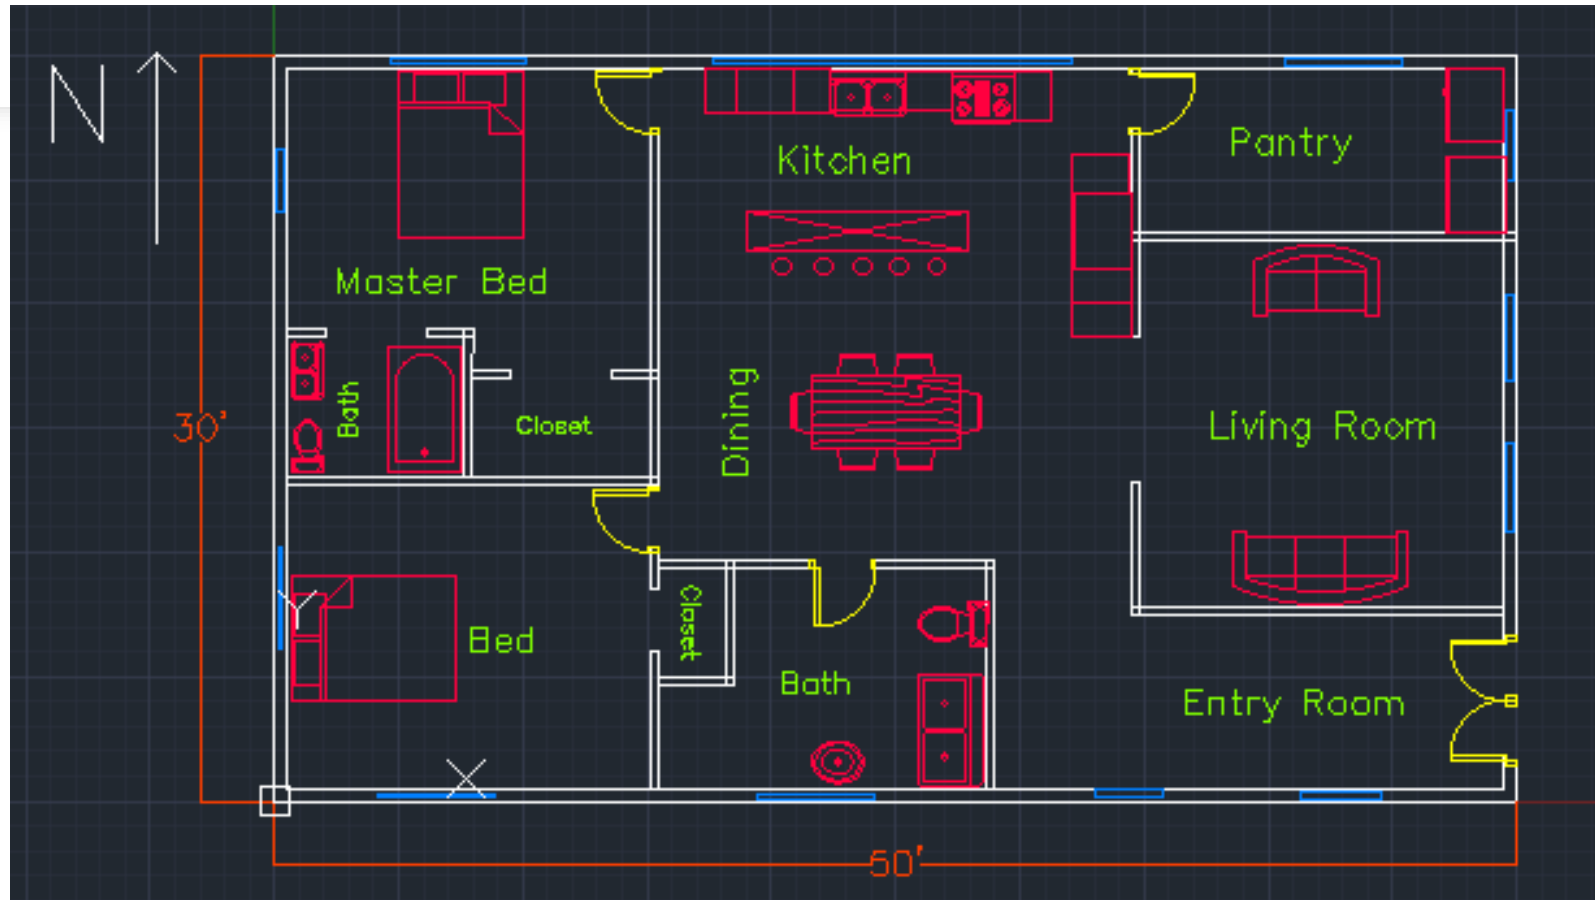 N
Kitchen
Pantry
Master Bed
Bath
Closet
Dining
Living Room
30'
Y
Bed
Closet
Bath
Entry Room
X
50'